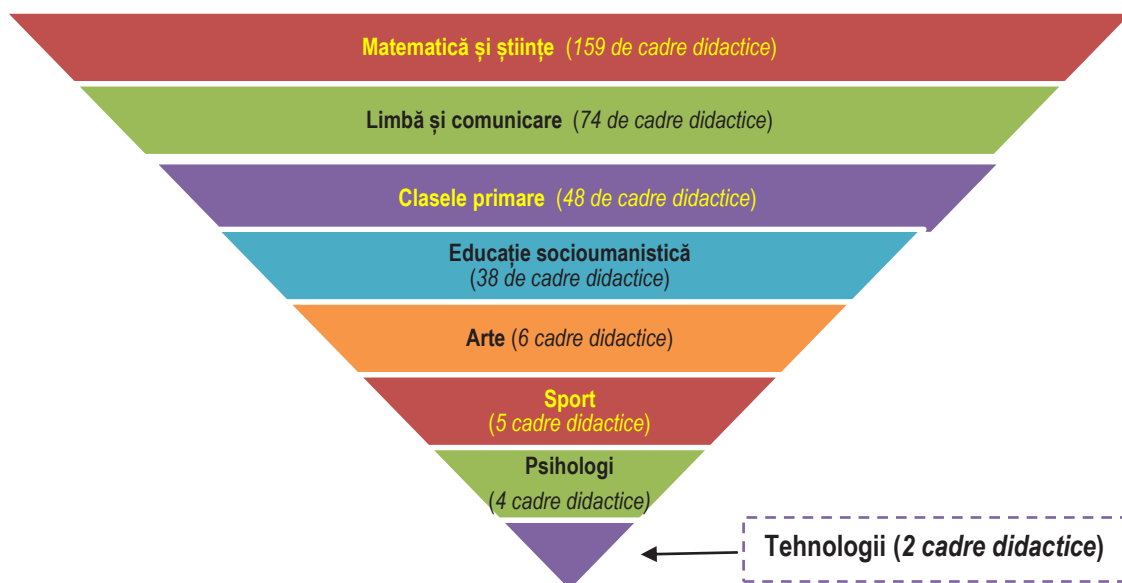 Matematică și științe (159 de cadre didactice)
Limbă și comunicare (74 de cadre didactice)
Clasele primare (48 de cadre didactice)
Educație socioumanistică
(38 de cadre didactice)
Arte (6 cadre didactice)
Sport
(5 cadre didactice)
Psihologi
(4 cadre didactice)
Tehnologii (2 cadre didactice)